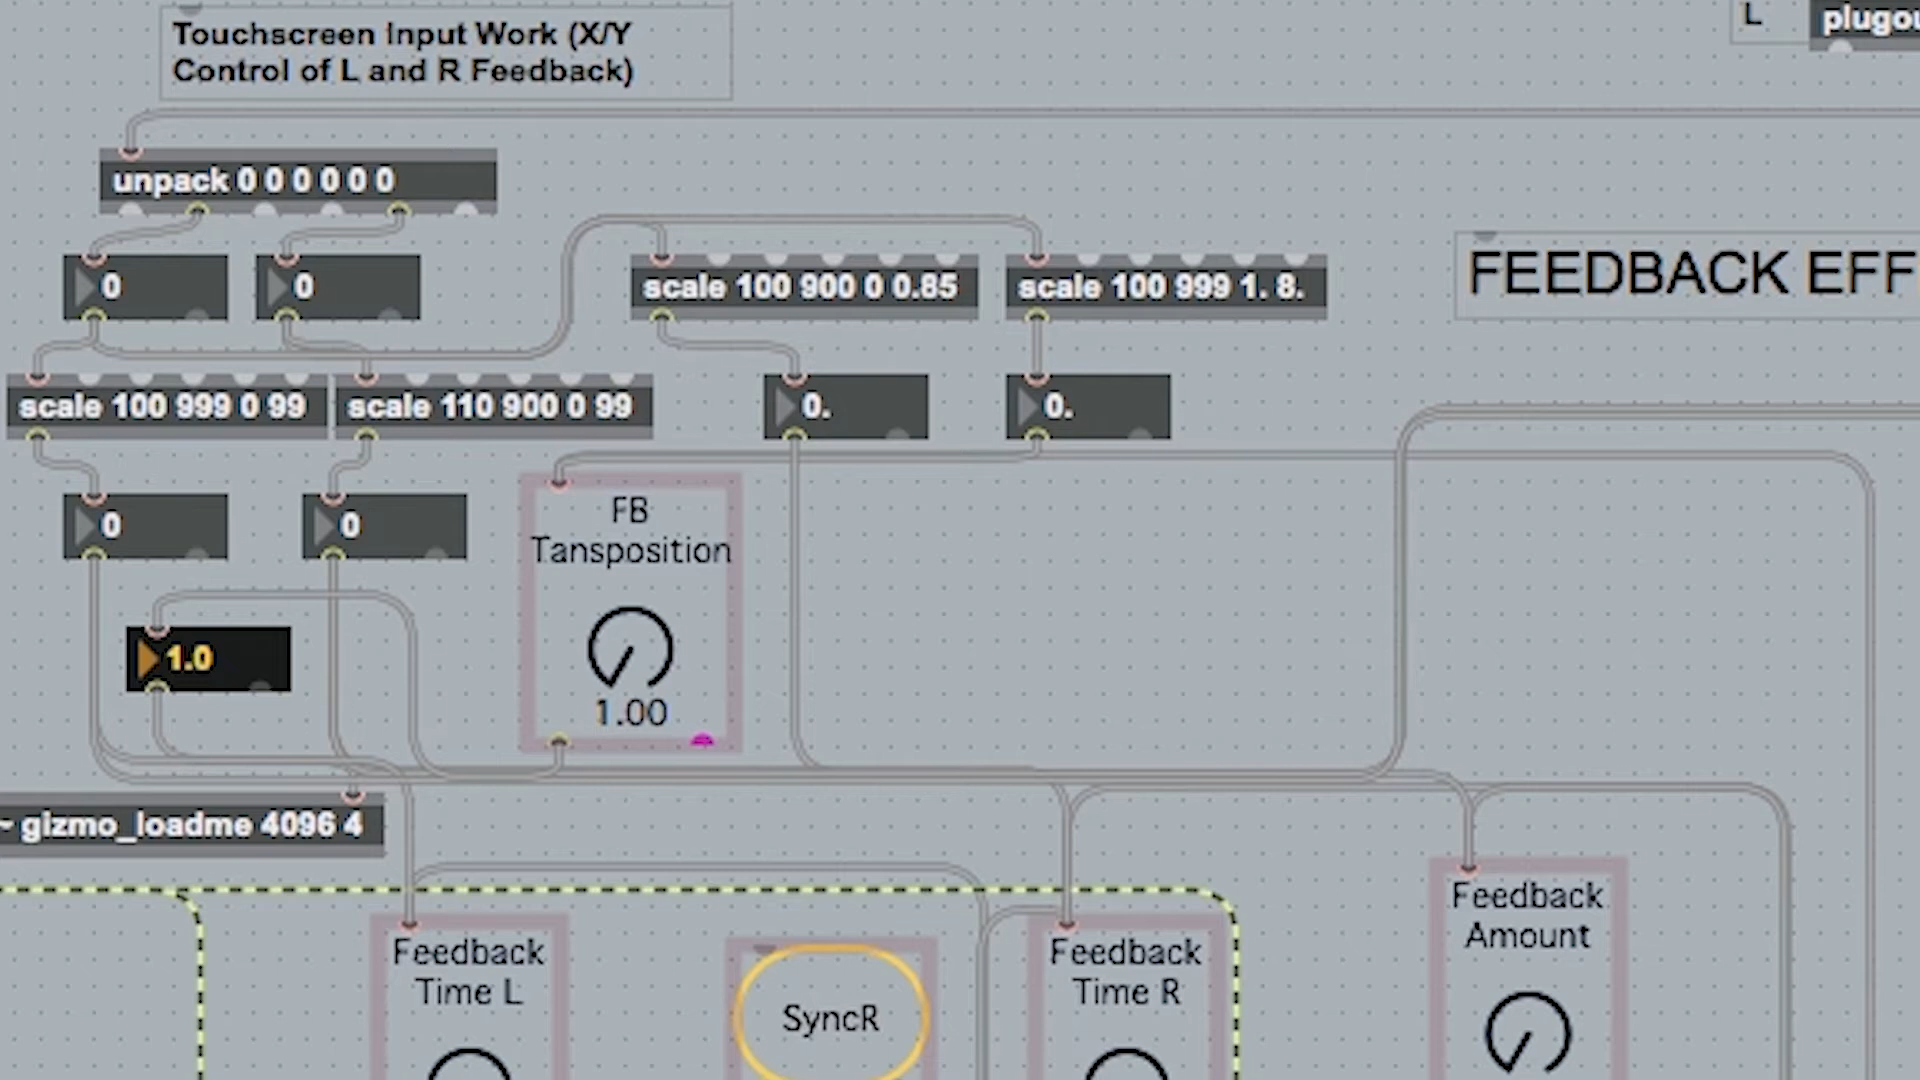 Touchscreen Input Work (X/Y
Control of L and R Feedback)
L
unpack 0 0 0 0 0 0
0
0
scale 100 900 0 0.85
scale 100 999 1. 8.
FEEDBACK EFF
scale 100 999 0 99
scale 110 900 0 99
0.
0.
0
0
FB
Tansposition
1.00
1.0
~ gizmo_loadme 4096 4
Feedback
Time L
SyncR
Feedback
Time R
Feedback
Amount